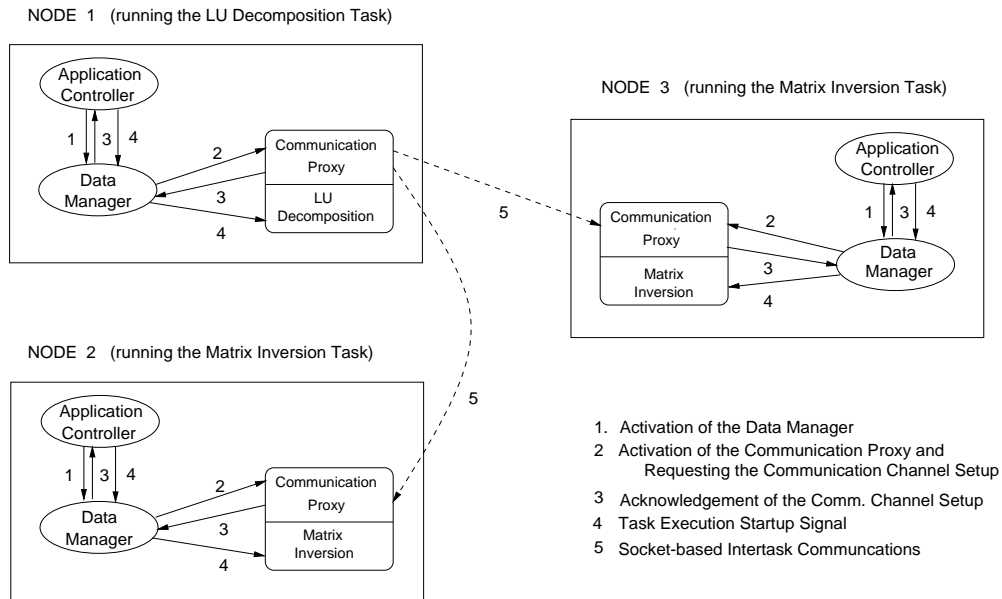 NODE 1 (running the LU Decomposition Task)
Application
Controller
1
3
4
Data
Manager
2
3
4
Communication
Proxy
LU
Decomposition
5
NODE 3 (running the Matrix Inversion Task)
Communication
Proxy
Matrix
Inversion
2
3
4
Application
Controller
1
3
4
Data
Manager
NODE 2 (running the Matrix Inversion Task)
Application
Controller
1
3
4
Data
Manager
2
3
4
Communication
Proxy
Matrix
Inversion
5
1. Activation of the Data Manager
2 Activation of the Communication Proxy and
Requesting the Communication Channel Setup
3 Acknowledgement of the Comm. Channel Setup
4 Task Execution Startup Signal
5 Socket-based Intertask Communcations